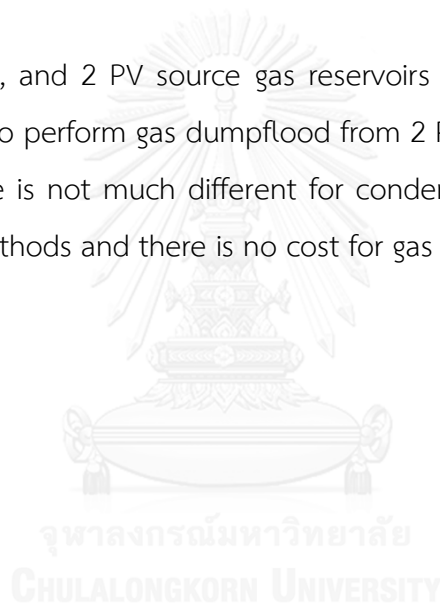 , and 2 PV source gas reservoirs
o perform gas dumpflood from 2
e is not much different for conder
thods and there is no cost for gas
จุฬาลงกรณ์มหาวิทยาลัย
CHULALONGKORN UNIVERSITY